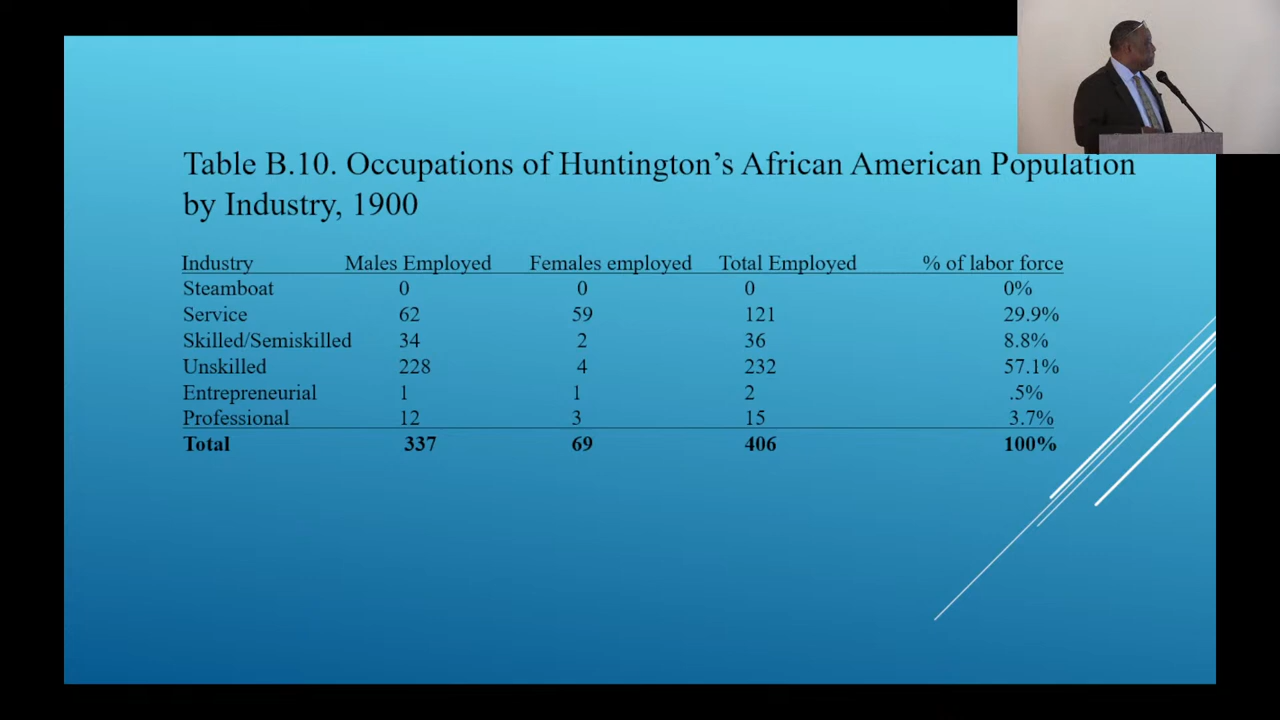 Table B.10. Occupations of Huntington’s African American Population
by Industry, 1900
Industry Males Employed Females employed Total Employed % of labor force
Steamboat 0 0 0 0%
Service 62 59 121 29.9%
Skilled/Semiskilled 34 2 36 8.8%
Unskilled 228 4 232 57.1%
Entrepreneurial 1 1 2 .5%
Professional 12 3 15 3.7%
Total 337 69 406 100%